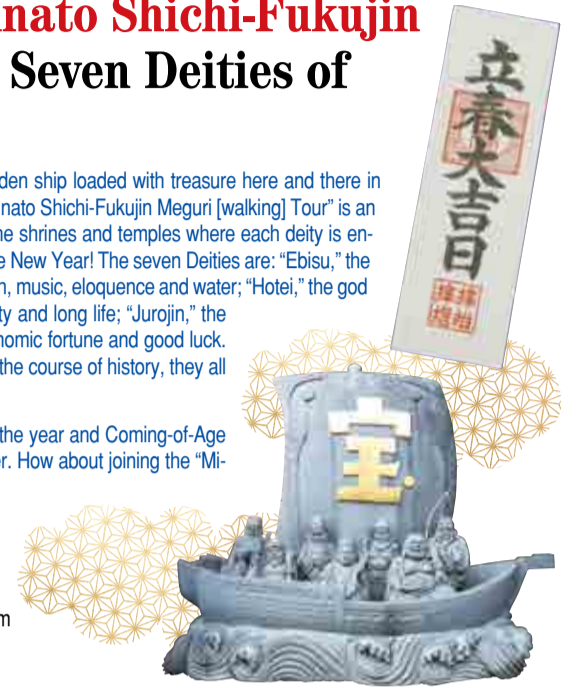 nato Shichi-Fukujin
Seven Deities of
den ship loaded with treasure here and there in
nato Shichi-Fukujin Meguri [walking] Tour” is an
he shrines and temples where each deity is en-
e New Year! The seven Deities are: “Ebisu,” the
n, music, eloquence and water; “Hotei,” the god
ty and long life; “Jurojin,” the
nomic fortune and good luck.
the course of history, they all
the year and Coming-of-Age
er. How about joining the “Mi-
m
立春大吉日
宝